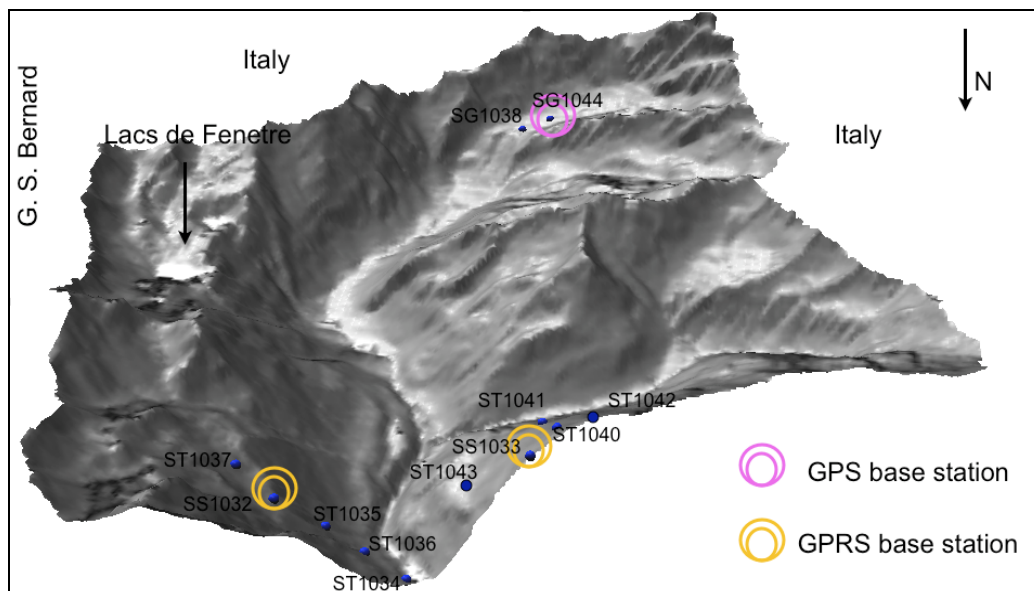 Italy
N
G. S. Bernard
Lacs de Fenetre
SG1044
SG1038
Italy
ST1041
ST1042
ST1040
SS1033
ST1043
ST1037
SS1032
ST1035
ST1036
ST1034
GPS base station
GPRS base station